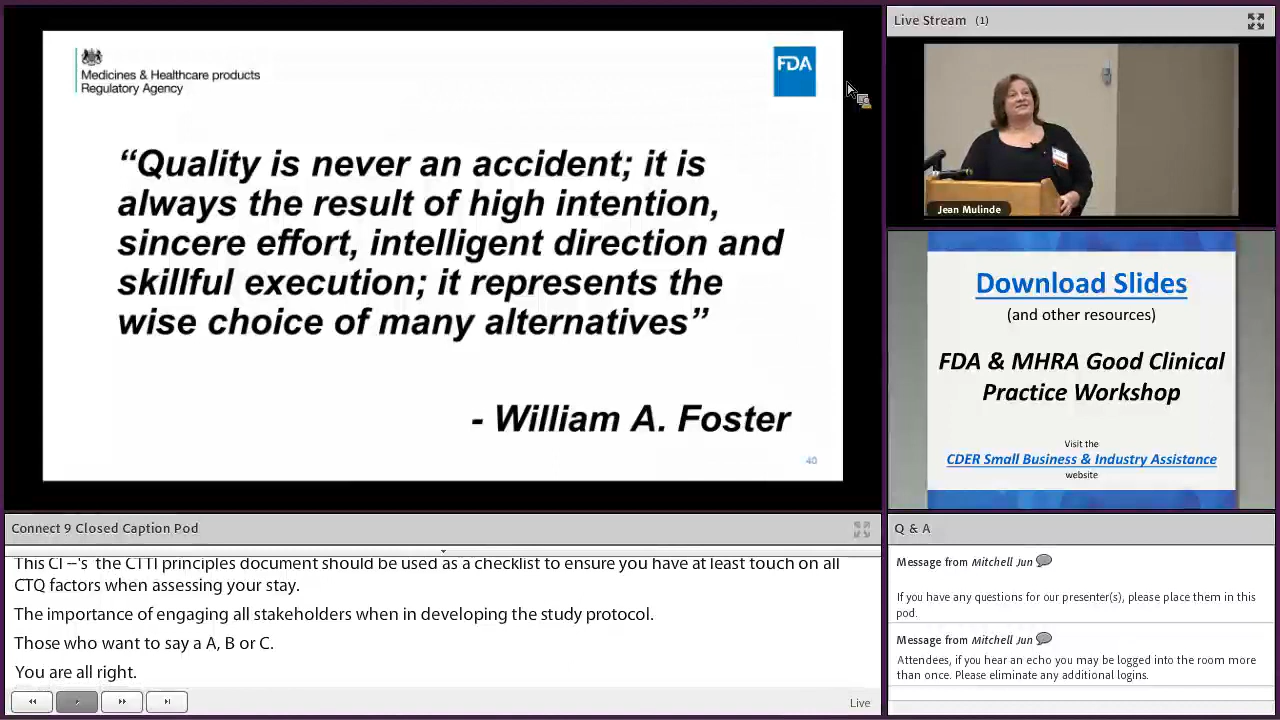 Medicines & Healthcare products
Regulatory Agency
FDA
“Quality is never an accident; it is
always the result of high intention,
sincere effort, intelligent direction and
skillful execution; it represents the
wise choice of many alternatives”
- William A. Foster
40
Live Stream (1)
Jean Mulinde
Download Slides
(and other resources)
FDA & MHRA Good Clinical
Practice Workshop
Visit the
CDER Small Business & Industry Assistance
website
Connect 9 Closed Caption Pod
This CI –'s the CTTI principles document should be used as a checklist to ensure you have at least touch on all
CTQ factors when assessing your stay.
The importance of engaging all stakeholders when in developing the study protocol.
Those who want to say a A, B or C.
You are all right.
Live
Q & A
Message from Mitchell Jun
If you have any questions for our presenter(s), please place them in this
pod.
Message from Mitchell Jun
Attendees, if you hear an echo you may be logged into the room more
than once. Please eliminate any additional logins.